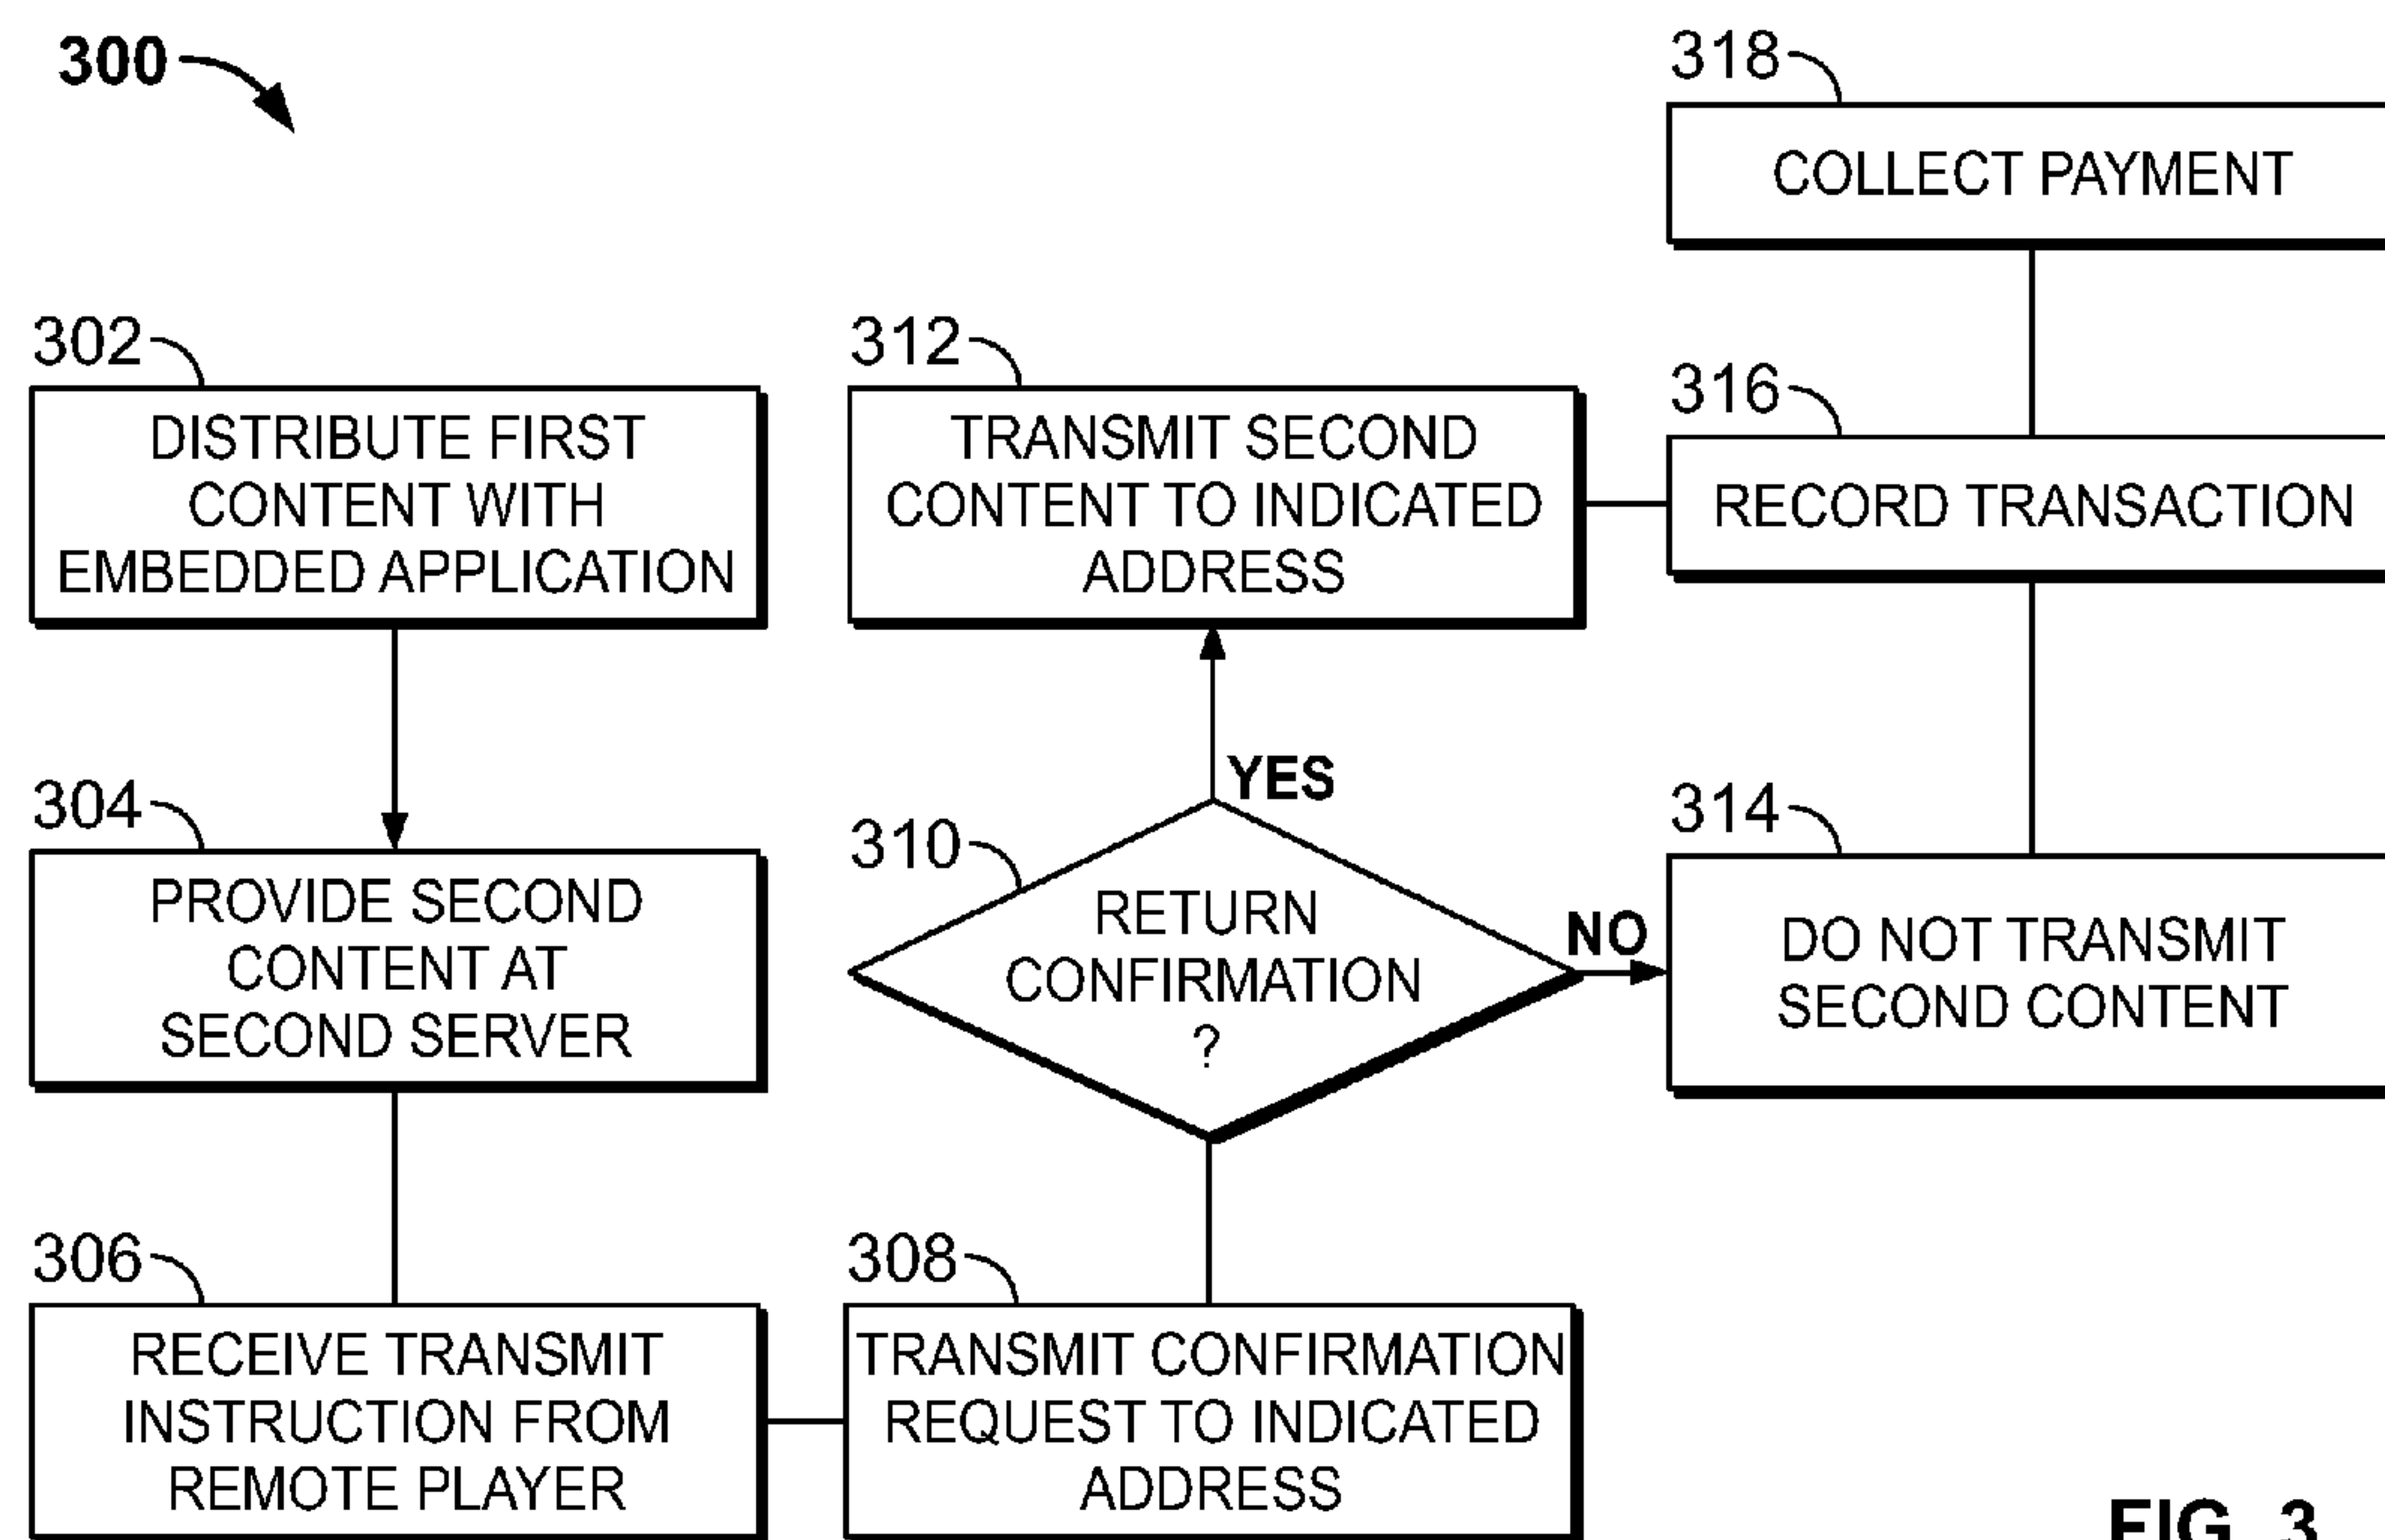 300
302
DISTRIBUTE FIRST
CONTENT WITH
EMBEDDED APPLICATION
304
PROVIDE SECOND
CONTENT AT
SECOND SERVER
306
RECEIVE TRANSMIT
INSTRUCTION FROM
REMOTE PLAYER
308
TRANSMIT CONFIRMATION
REQUEST TO INDICATED
ADDRESS
310
RETURN
CONFIRMATION
?
YES
NO
312
TRANSMIT SECOND
CONTENT TO INDICATED
ADDRESS
314
DO NOT TRANSMIT
SECOND CONTENT
316
RECORD TRANSACTION
318
COLLECT PAYMENT
FIG. 3